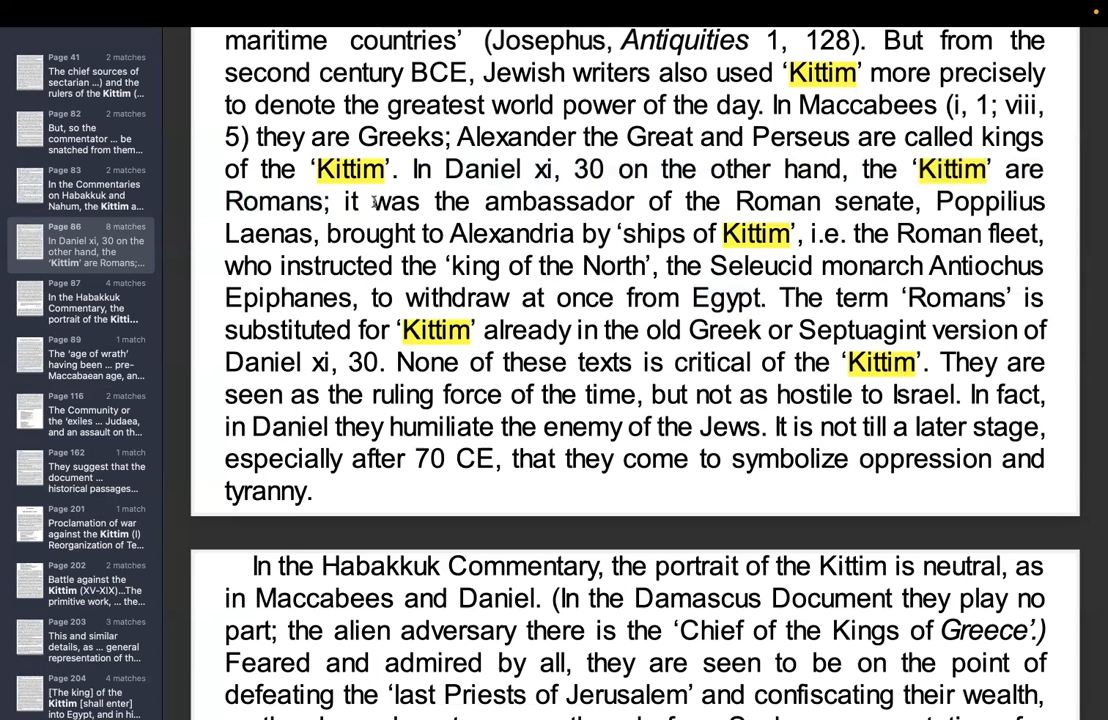 Page 41 2 matches
The chief sources of
sectarian ...) and the
rulers of the Kittim (...
Page 82 2 matches
But, so the
commentator ... be
snatched from them...
Page 83 2 matches
In the Commentaries
on Habakkuk and
Nahum, the Kittim a...
Page 86 8 matches
In Daniel xi, 30 on the
other hand, the
'Kittim' are Romans;...
Page 87 4 matches
In the Habakkuk
Commentary, the
portrait of the Kitti...
Page 89 1 match
The 'age of wrath'
having been ... pre-
Maccabaean age, an...
Page 116 2 matches
The Community or
the 'exiles ... Judaea,
and an assault on th...
Page 162 1 match
They suggest that the
document ...
historical passages...
Page 201 1 match
Proclamation of war
against the Kittim (I)
Reorganization of Te...
Page 202 2 matches
Battle against the
Kittim (XV-XIX)...The
primitive work, ... the...
Page 203 3 matches
This and similar
details, as ... general
representation of th...
Page 204 4 matches
[The king] of the
Kittim [shall enter]
into Egypt, and in hi...
maritime countries' (Josephus, Antiquities 1, 128). But from the
second century BCE, Jewish writers also used 'Kittim' more precisely
to denote the greatest world power of the day. In Maccabees (i, 1; viii,
5) they are Greeks; Alexander the Great and Perseus are called kings
of the 'Kittim'. In Daniel xi, 30 on the other hand, the 'Kittim' are
Romans; it was the ambassador of the Roman senate, Poppilius
Laenas, brought to Alexandria by 'ships of Kittim', i.e. the Roman fleet,
who instructed the 'king of the North', the Seleucid monarch Antiochus
Epiphanes, to withdraw at once from Egypt. The term 'Romans' is
substituted for 'Kittim' already in the old Greek or Septuagint version of
Daniel xi, 30. None of these texts is critical of the 'Kittim'. They are
seen as the ruling force of the time, but not as hostile to Israel. In fact,
in Daniel they humiliate the enemy of the Jews. It is not till a later stage,
especially after 70 CE, that they come to symbolize oppression and
tyranny.
In the Habakkuk Commentary, the portrait of the Kittim is neutral, as
in Maccabees and Daniel. (In the Damascus Document they play no
part; the alien adversary there is the 'Chief of the Kings of Greece'.)
Feared and admired by all, they are seen to be on the point of
defeating the 'last Priests of Jerusalem' and confiscating their wealth,